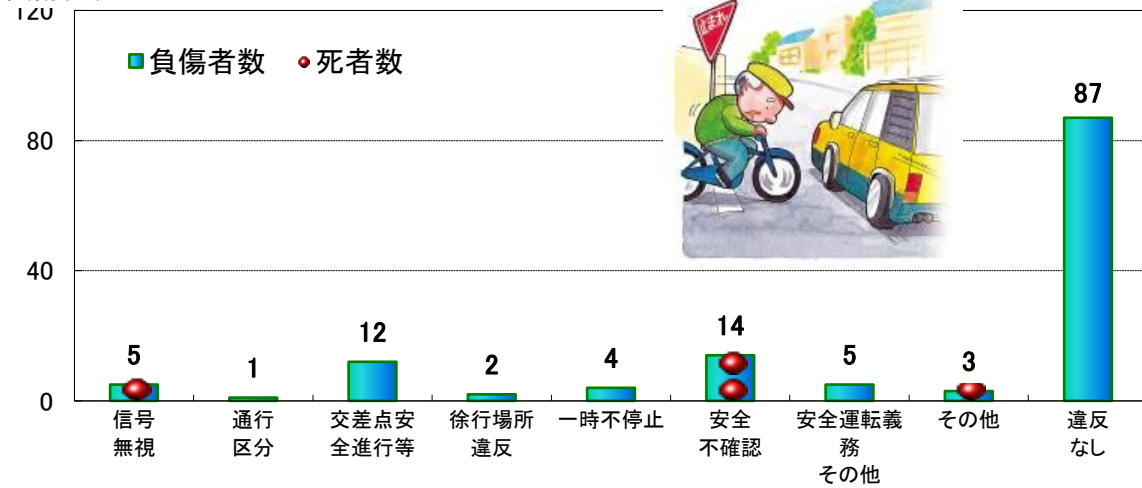 120
負傷者数 死者数
止まれ
87
80
40
5
1
12
2
4
14
5
3
0
信号
無視
通行
区分
交差点安
全進行等
徐行場所
違反
一時不停止
安全
不確認
安全運転義
務
その他
その他
違反
なし